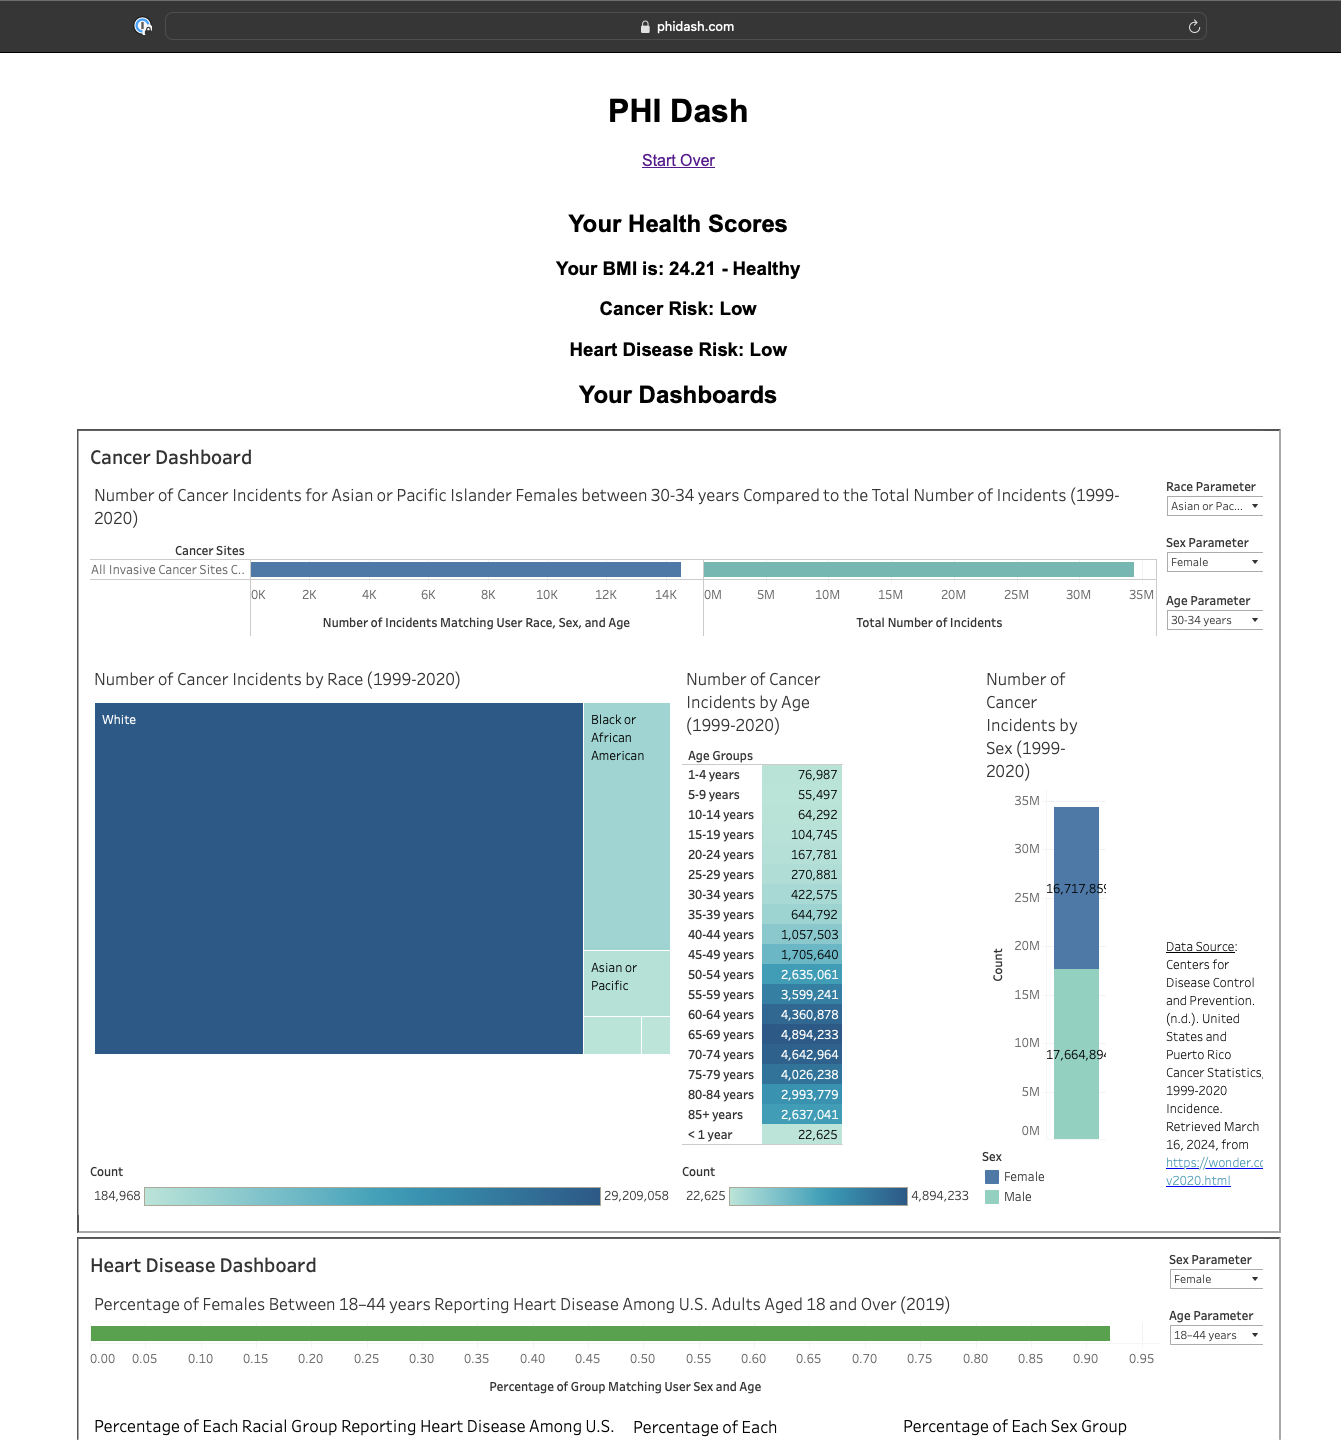 phidash.com
PHI Dash
Start Over
Your Health Scores
Your BMI is: 24.21 - Healthy
Cancer Risk: Low
Heart Disease Risk: Low
Your Dashboards
Cancer Dashboard
Number of Cancer Incidents for Asian or Pacific Islander Females between 30-34 years Compared to the Total Number of Incidents (1999-
2020)
Race Parameter
Asian or Pac...
Sex Parameter
Female
Age Parameter
30-34 years
Cancer Sites
All Invasive Cancer Sites C..
0K 2K 4K 6K 8K 10K 12K 14K
0M 5M 10M 15M 20M 25M 30M 35M
Number of Incidents Matching User Race, Sex, and Age
Total Number of Incidents
Number of Cancer Incidents by Race (1999-2020)
White
Black or
African
American
Asian or
Pacific
Count
184,968 29,209,058
Number of Cancer
Incidents by Age
(1999-2020)
Age Groups
1-4 years 76,987
5-9 years 55,497
10-14 years 64,292
15-19 years 104,745
20-24 years 167,781
25-29 years 270,881
30-34 years 422,575
35-39 years 644,792
40-44 years 1,057,503
45-49 years 1,705,640
50-54 years 2,635,061
55-59 years 3,599,241
60-64 years 4,360,878
65-69 years 4,894,233
70-74 years 4,642,964
75-79 years 4,026,238
80-84 years 2,993,779
85+ years 2,637,041
< 1 year 22,625
Count
22,625 4,894,233
Number of
Cancer
Incidents by
Sex (1999-
2020)
35M
30M
25M
20M
15M
10M
5M
0M
Count
16,717,859
17,664,894
Sex
Female
Male
Data Source:
Centers for
Disease Control
and Prevention.
(n.d.). United
States and
Puerto Rico
Cancer Statistics,
1999-2020
Incidence.
Retrieved March
16, 2024, from
https://wonder.cc
v2020.html
Heart Disease Dashboard
Percentage of Females Between 18–44 years Reporting Heart Disease Among U.S. Adults Aged 18 and Over (2019)
0.00 0.05 0.10 0.15 0.20 0.25 0.30 0.35 0.40 0.45 0.50 0.55 0.60 0.65 0.70 0.75 0.80 0.85 0.90 0.95
Percentage of Group Matching User Sex and Age
Sex Parameter
Female
Age Parameter
18–44 years
Percentage of Each Racial Group Reporting Heart Disease Among U.S.
Percentage of Each
Percentage of Each Sex Group